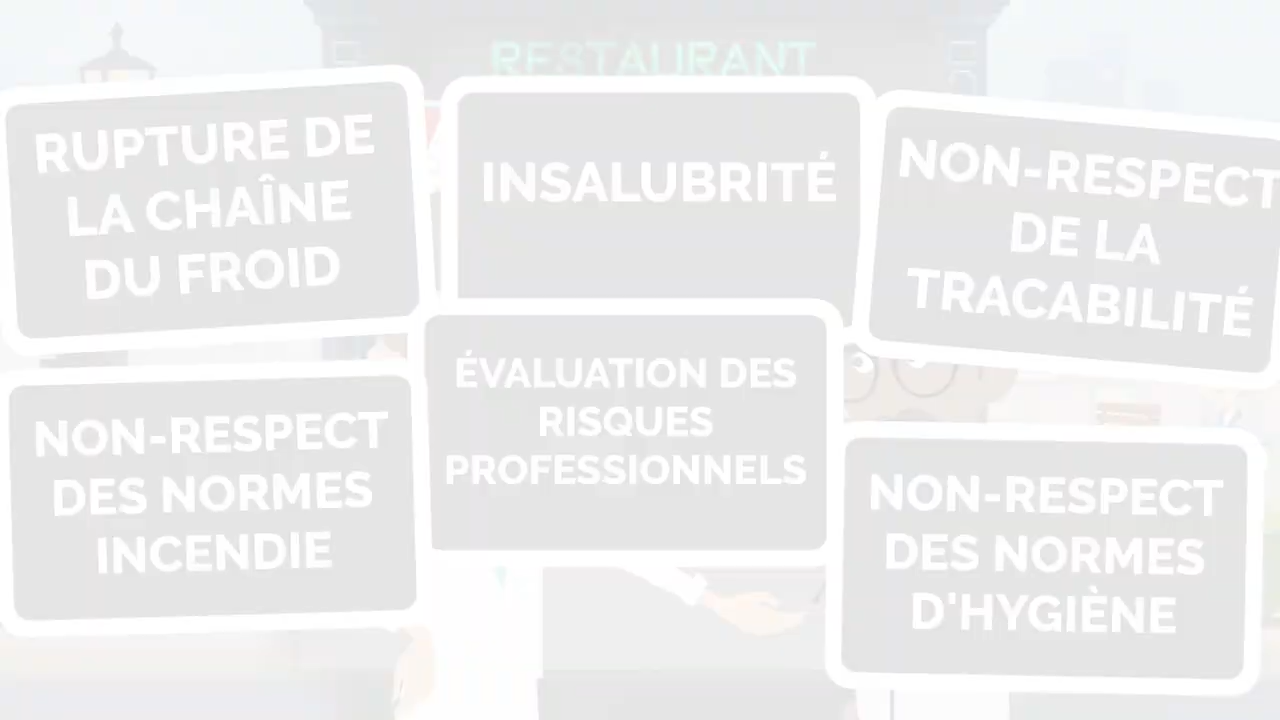 RESTAURANT
RUPTURE DE
LA CHAÎNE
DU FROID
INSALUBRITÉ
NON-RESPECT
DE LA
TRACABILITÉ
NON-RESPECT
DES NORMES
INCENDIE
ÉVALUATION DES
RISQUES
PROFESSIONNELS
NON-RESPECT
DES NORMES
D'HYGIÈNE